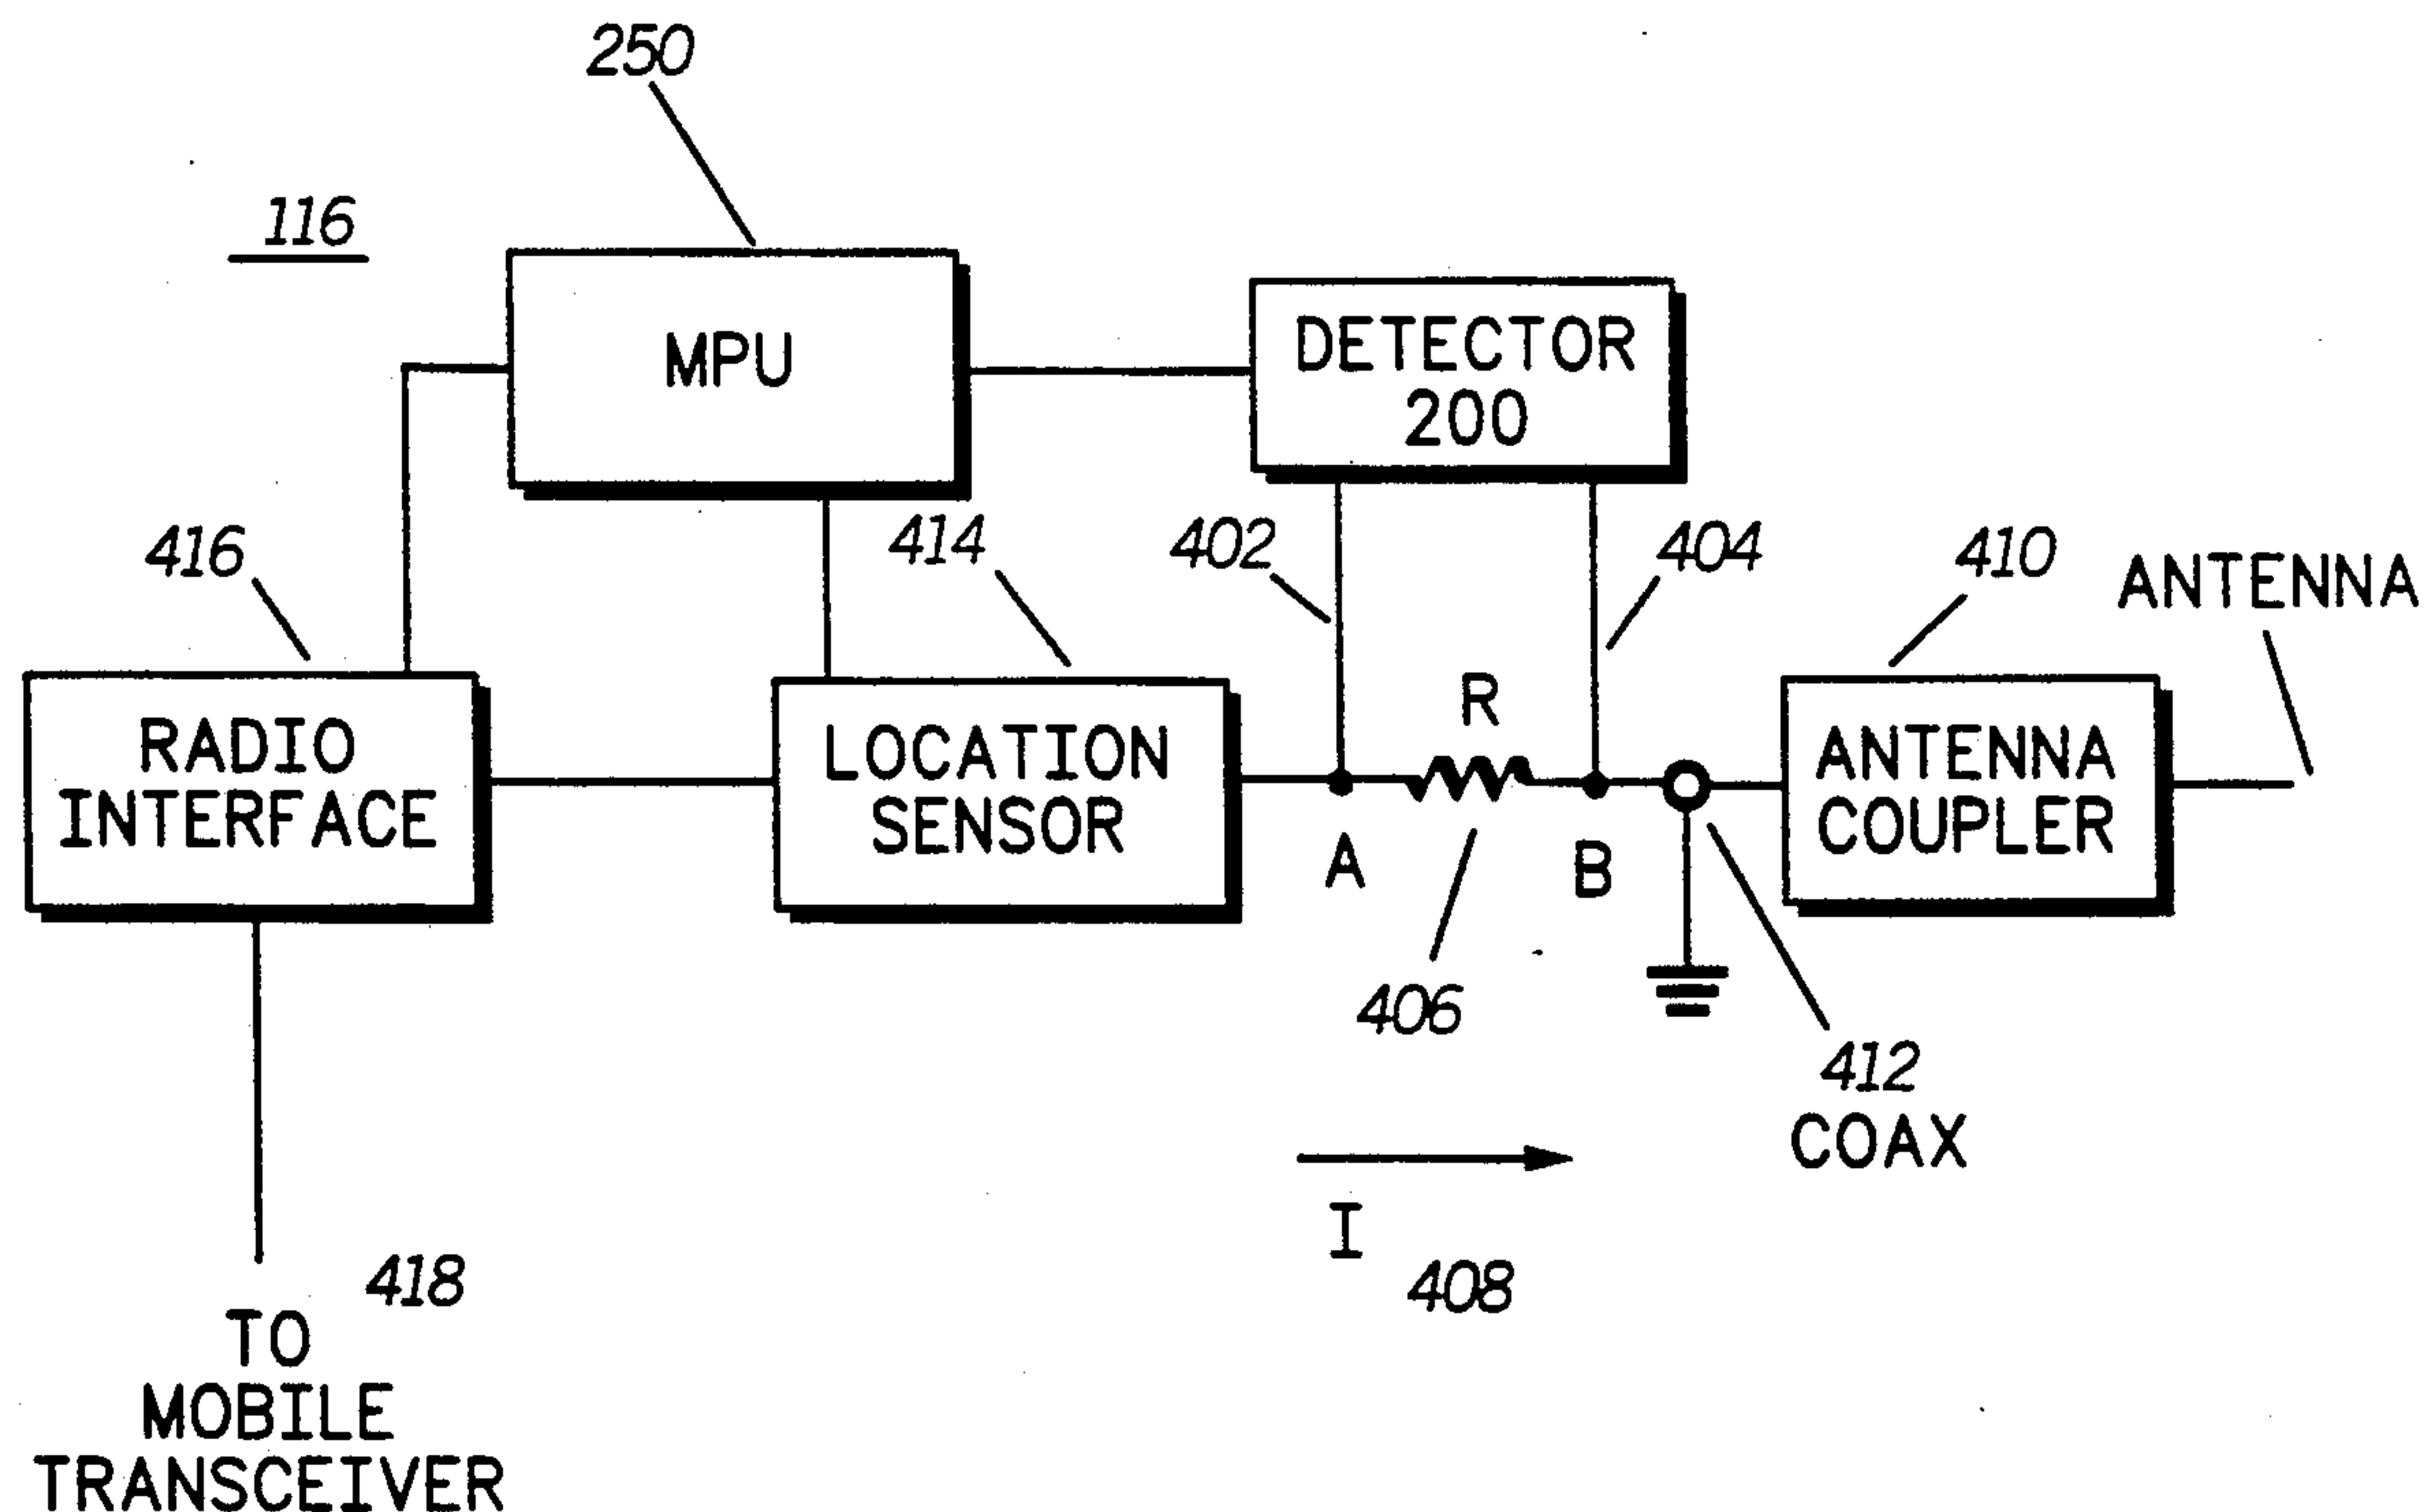 250
116
MPU
DETECTOR
200
416
414
402
404
410
ANTENNA
RADIO
INTERFACE
LOCATION
SENSOR
R
A
B
ANTENNA
COUPLER
406
412
COAX
I
408
418
TO
MOBILE
TRANSCEIVER